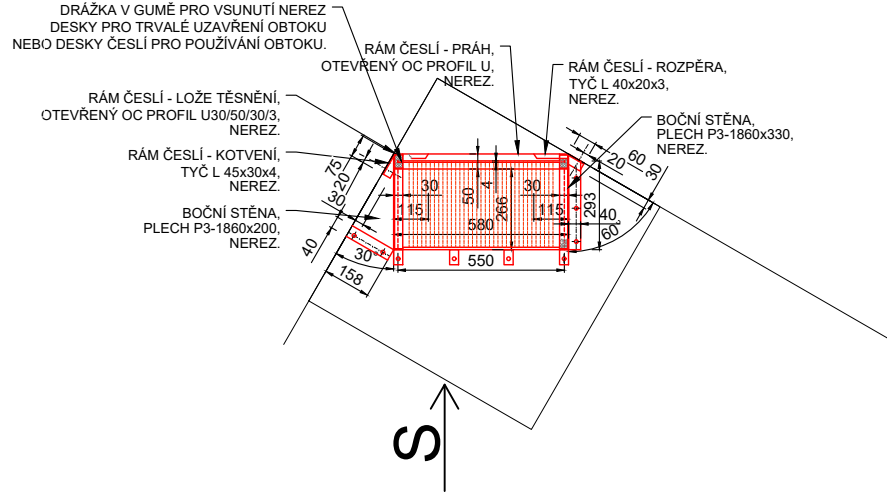 DRÁŽKA V GUMĚ PRO VSUNUTÍ NEREZ
DESKY PRO TRVALÉ UZAVŘENÍ OBTOKU
NEBO DESKY ČESLÍ PRO POUŽÍVÁNÍ OBTOKU.
RÁM ČESLÍ - PRÁH,
OTEVŘENÝ OC PROFIL U,
NEREZ.
RÁM ČESLÍ - ROZPĚRA,
TYČ L 40x20x3,
NEREZ.
RÁM ČESLÍ - LOŽE TĚSNĚNÍ,
OTEVŘENÝ OC PROFIL U30/50/30/3,
NEREZ.
BOČNÍ STĚNA,
PLECH P3-1860x330,
NEREZ.
RÁM ČESLÍ - KOTVENÍ,
TYČ L 45x30x4,
NEREZ.
BOČNÍ STĚNA,
PLECH P3-1860x200,
NEREZ.
75
20
30
40
30°
158
30
15
50
4
266
30
115
580
550
293
40
60°
20
60
30
S